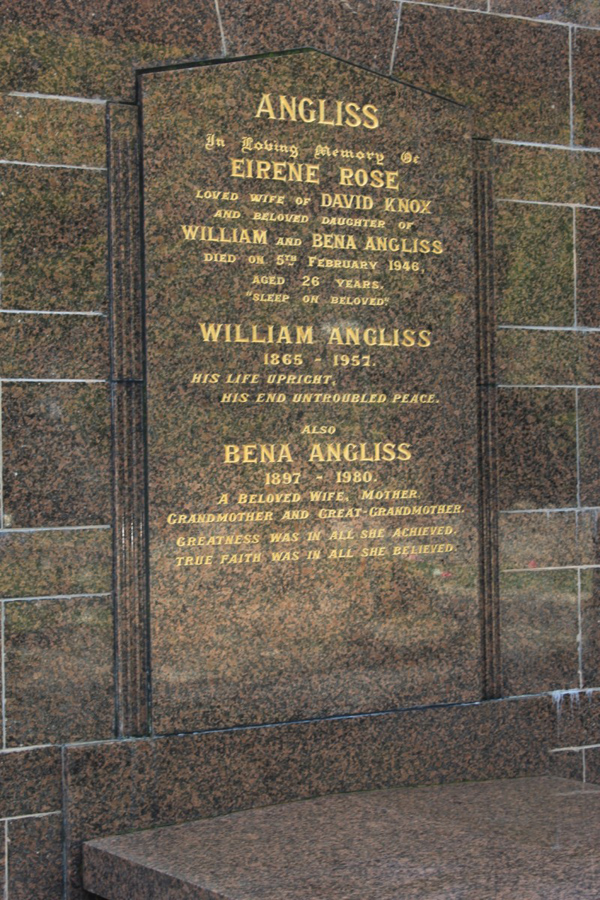 ANGLISS
In Loving Memory Of
EIRENE ROSE
LOVED WIFE OF DAVID KNOX
AND BELOVED DAUGHTER OF
WILLIAM AND BENA ANGLISS
DIED ON 5TH FEBRUARY 1946,
AGED 26 YEARS.
"SLEEP ON BELOVED"
WILLIAM ANGLISS
1865 - 1957.
HIS LIFE UPRIGHT,
HIS END UNTROUBLED PEACE.
ALSO
BENA ANGLISS
1897 - 1980.
A BELOVED WIFE, MOTHER,
GRANDMOTHER AND GREAT-GRANDMOTHER.
GREATNESS WAS IN ALL SHE ACHIEVED.
TRUE FAITH WAS IN ALL SHE BELIEVED.